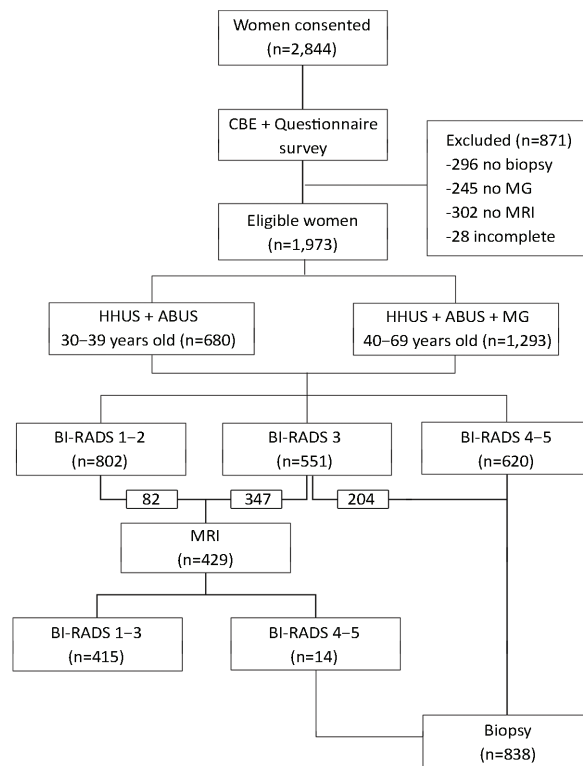 Women consented
(n=2,844)
CBE + Questionnaire
survey
Excluded (n=871)
-296 no biopsy
-245 no MG
-302 no MRI
-28 incomplete
Eligible women
(n=1,973)
HHUS + ABUS
30−39 years old (n=680)
HHUS + ABUS + MG
40−69 years old (n=1,293)
BI-RADS 1−2
(n=802)
BI-RADS 3
(n=551)
BI-RADS 4−5
(n=620)
82
347
204
MRI
(n=429)
BI-RADS 1−3
(n=415)
BI-RADS 4−5
(n=14)
Biopsy
(n=838)